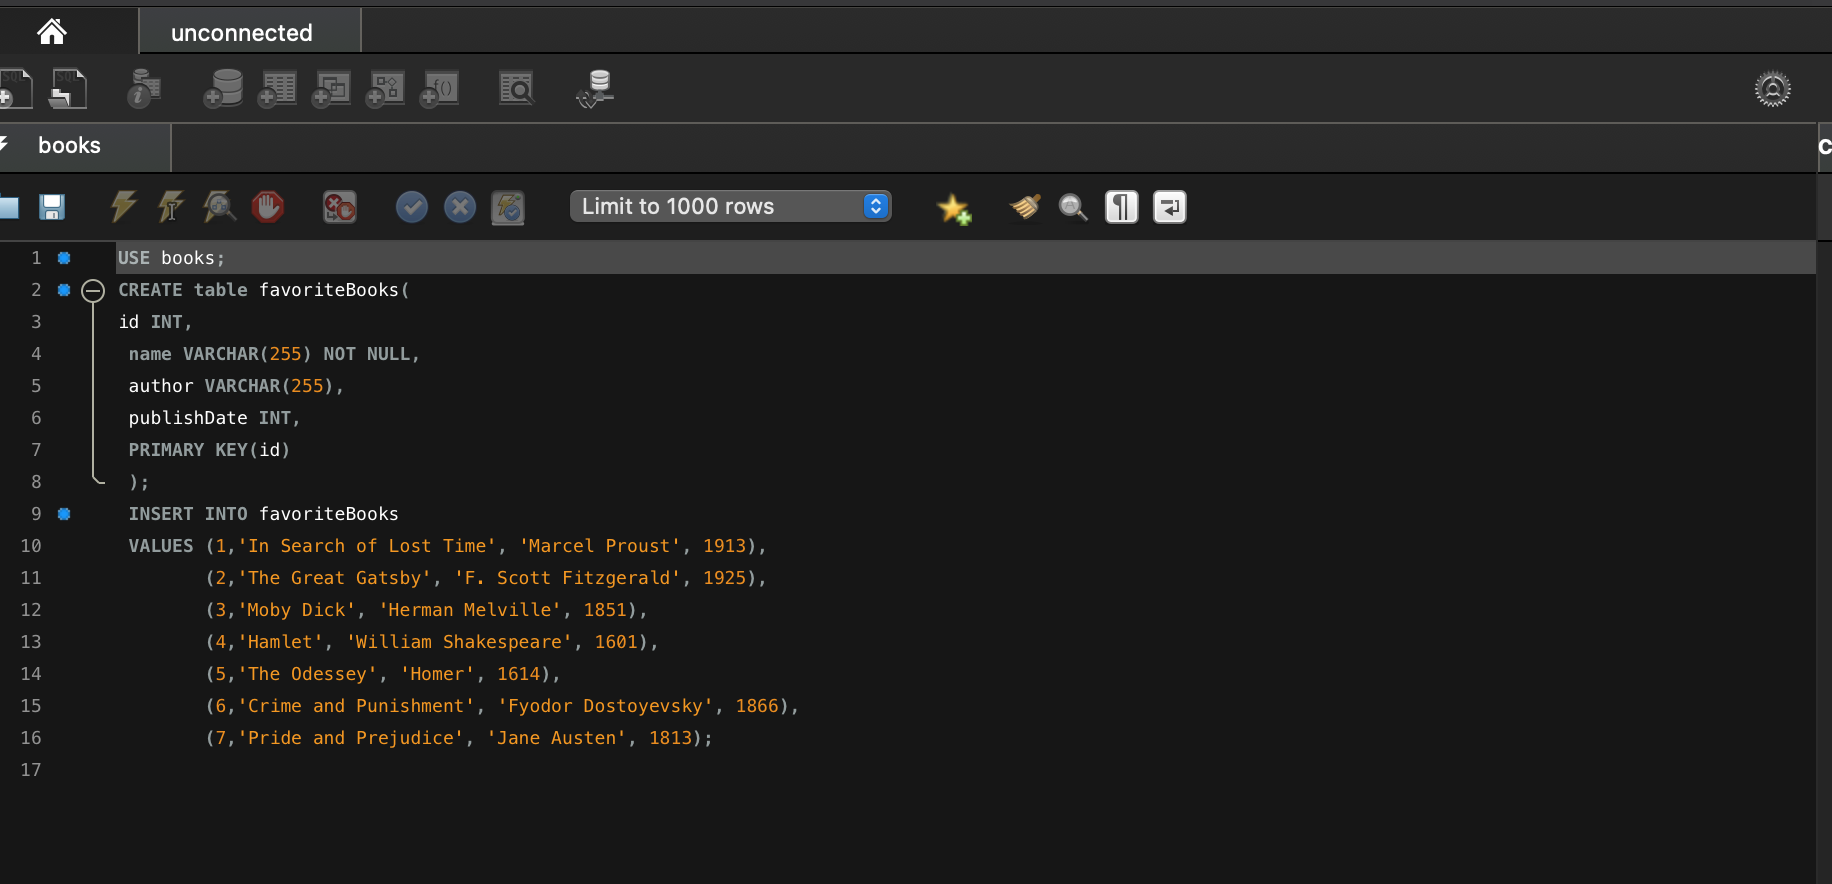 unconnected
SQL
SQL
books
c
Limit to 1000 rows
1 USE books;
2 CREATE table favoriteBooks(
3 id INT,
4 name VARCHAR(255) NOT NULL,
5 author VARCHAR(255),
6 publishDate INT,
7 PRIMARY KEY(id)
8 );
9 INSERT INTO favoriteBooks
10 VALUES (1,'In Search of Lost Time', 'Marcel Proust', 1913),
11 (2,'The Great Gatsby', 'F. Scott Fitzgerald', 1925),
12 (3,'Moby Dick', 'Herman Melville', 1851),
13 (4,'Hamlet', 'William Shakespeare', 1601),
14 (5,'The Odessey', 'Homer', 1614),
15 (6,'Crime and Punishment', 'Fyodor Dostoyevsky', 1866),
16 (7,'Pride and Prejudice', 'Jane Austen', 1813);
17